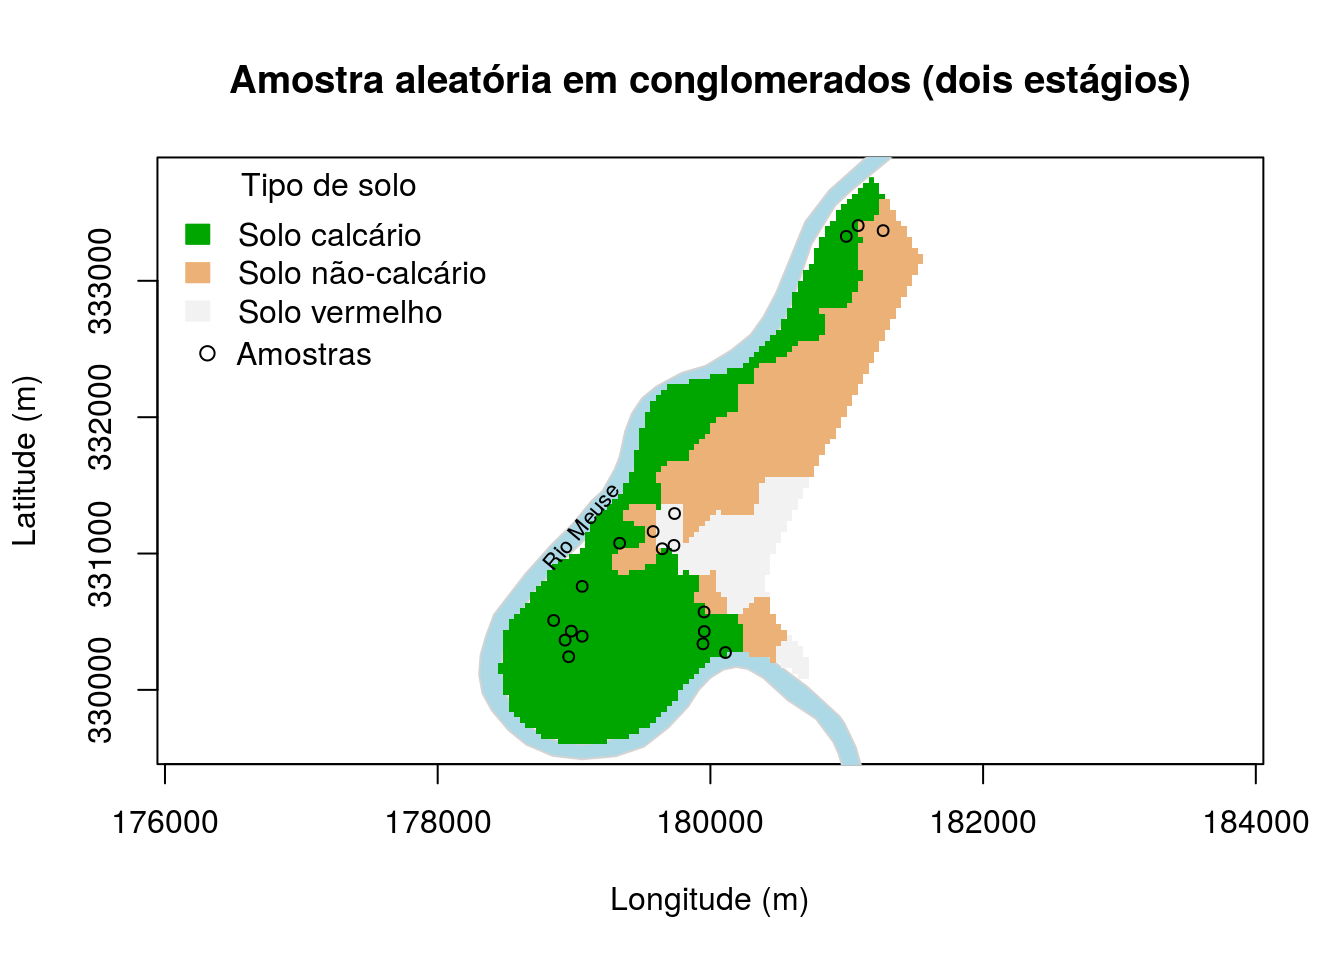 Amostra aleatória em conglomerados (dois estágios)
Tipo de solo
Solo calcário
Solo não-calcário
Solo vermelho
Amostras
Rio Meuse
Latitude (m)
333000
332000
331000
330000
176000 178000 180000 182000 184000
Longitude (m)